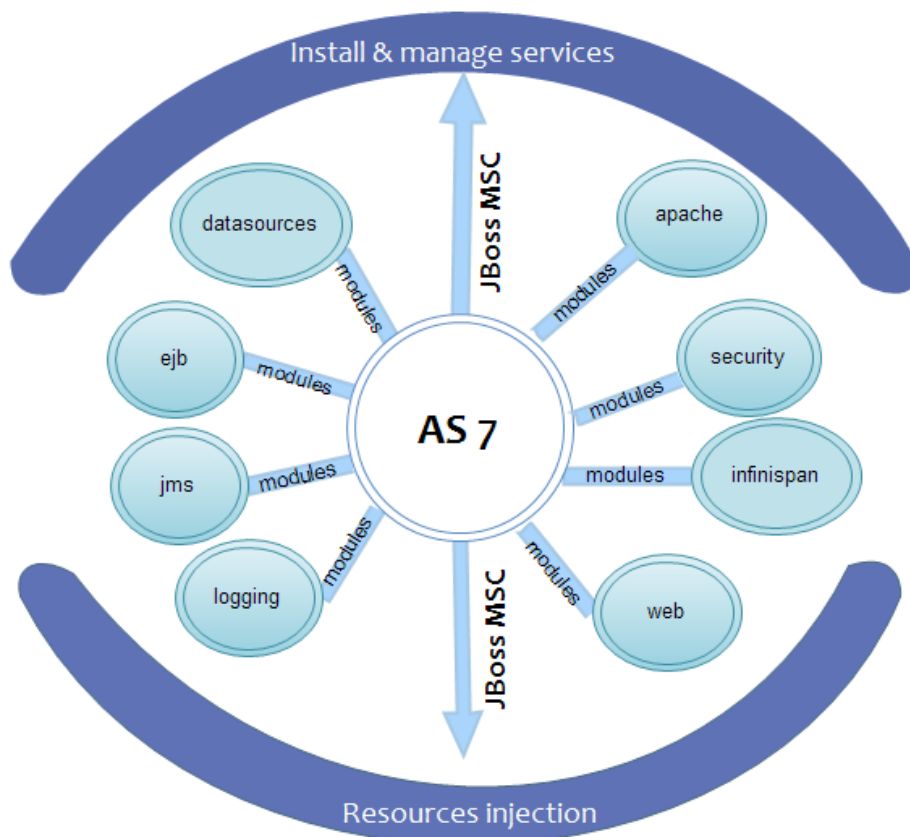 Install & manage services
JBoss MSC
datasources
apache
modules
modules
ejb
modules
security
modules
AS 7
jms
modules
modules
infinispan
logging
modules
modules
web
JBoss MSC
Resources injection